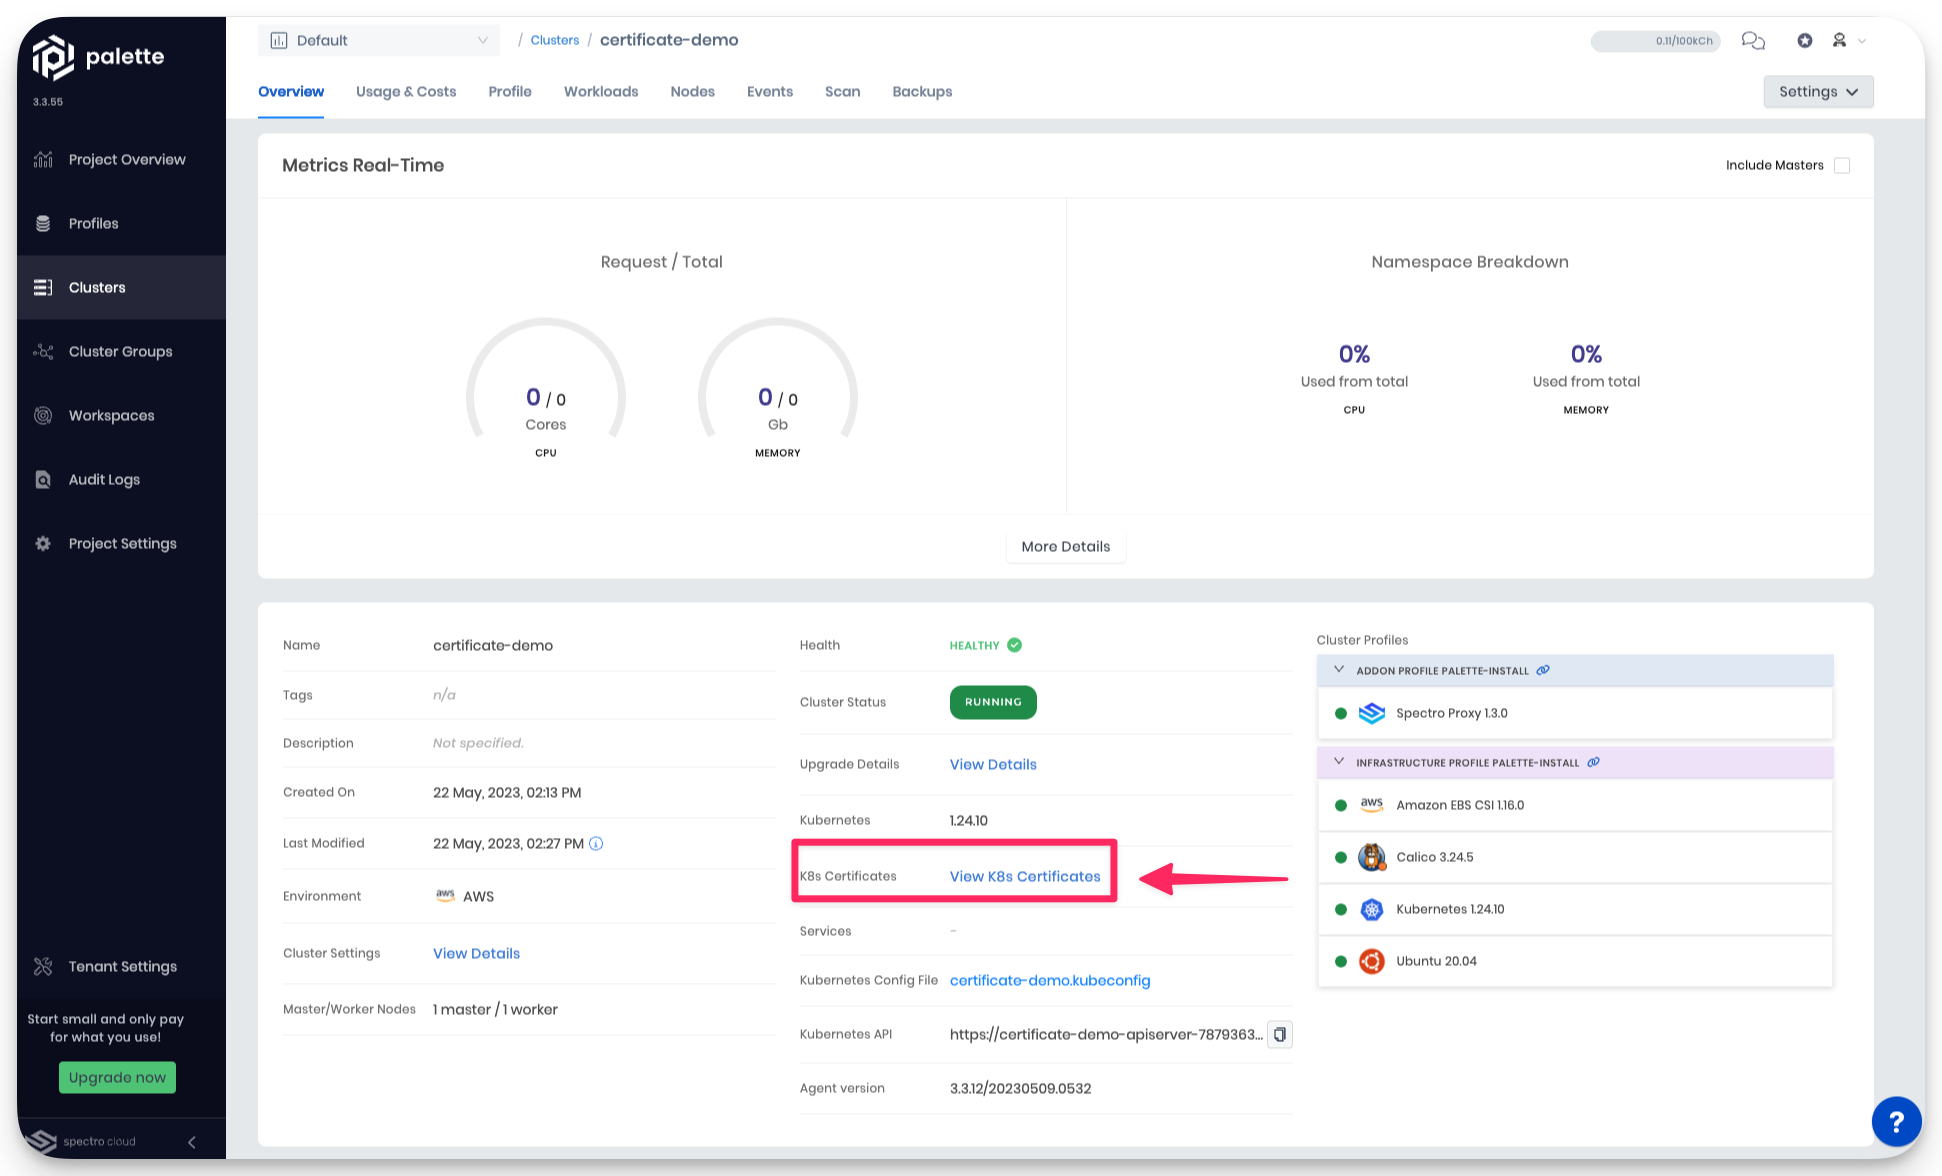 palette
3.3.55
Project Overview
Profiles
Clusters
Cluster Groups
Workspaces
Audit Logs
Project Settings
Tenant Settings
Start small and only pay
for what you use!
Upgrade now
spectro cloud
Default
/ Clusters / certificate-demo
0.11/100kCh
Overview Usage & Costs Profile Workloads Nodes Events Scan Backups
Settings
Metrics Real-Time
Include Masters
Request / Total
0 / 0
Cores
CPU
0 / 0
Gb
MEMORY
Namespace Breakdown
0%
Used from total
CPU
0%
Used from total
MEMORY
More Details
Name certificate-demo
Tags n/a
Description Not specified.
Created On 22 May, 2023, 02:13 PM
Last Modified 22 May, 2023, 02:27 PM
Environment aws AWS
Cluster Settings View Details
Master/Worker Nodes 1 master / 1 worker
Health HEALTHY
Cluster Status RUNNING
Upgrade Details View Details
Kubernetes 1.24.10
K8s Certificates View K8s Certificates
Services -
Kubernetes Config File certificate-demo.kubeconfig
Kubernetes API https://certificate-demo-apiserver-7879363...
Agent version 3.3.12/20230509.0532
Cluster Profiles
ADDON PROFILE PALETTE-INSTALL
Spectro Proxy 1.3.0
INFRASTRUCTURE PROFILE PALETTE-INSTALL
aws Amazon EBS CSI 1.16.0
Calico 3.24.5
Kubernetes 1.24.10
Ubuntu 20.04
?